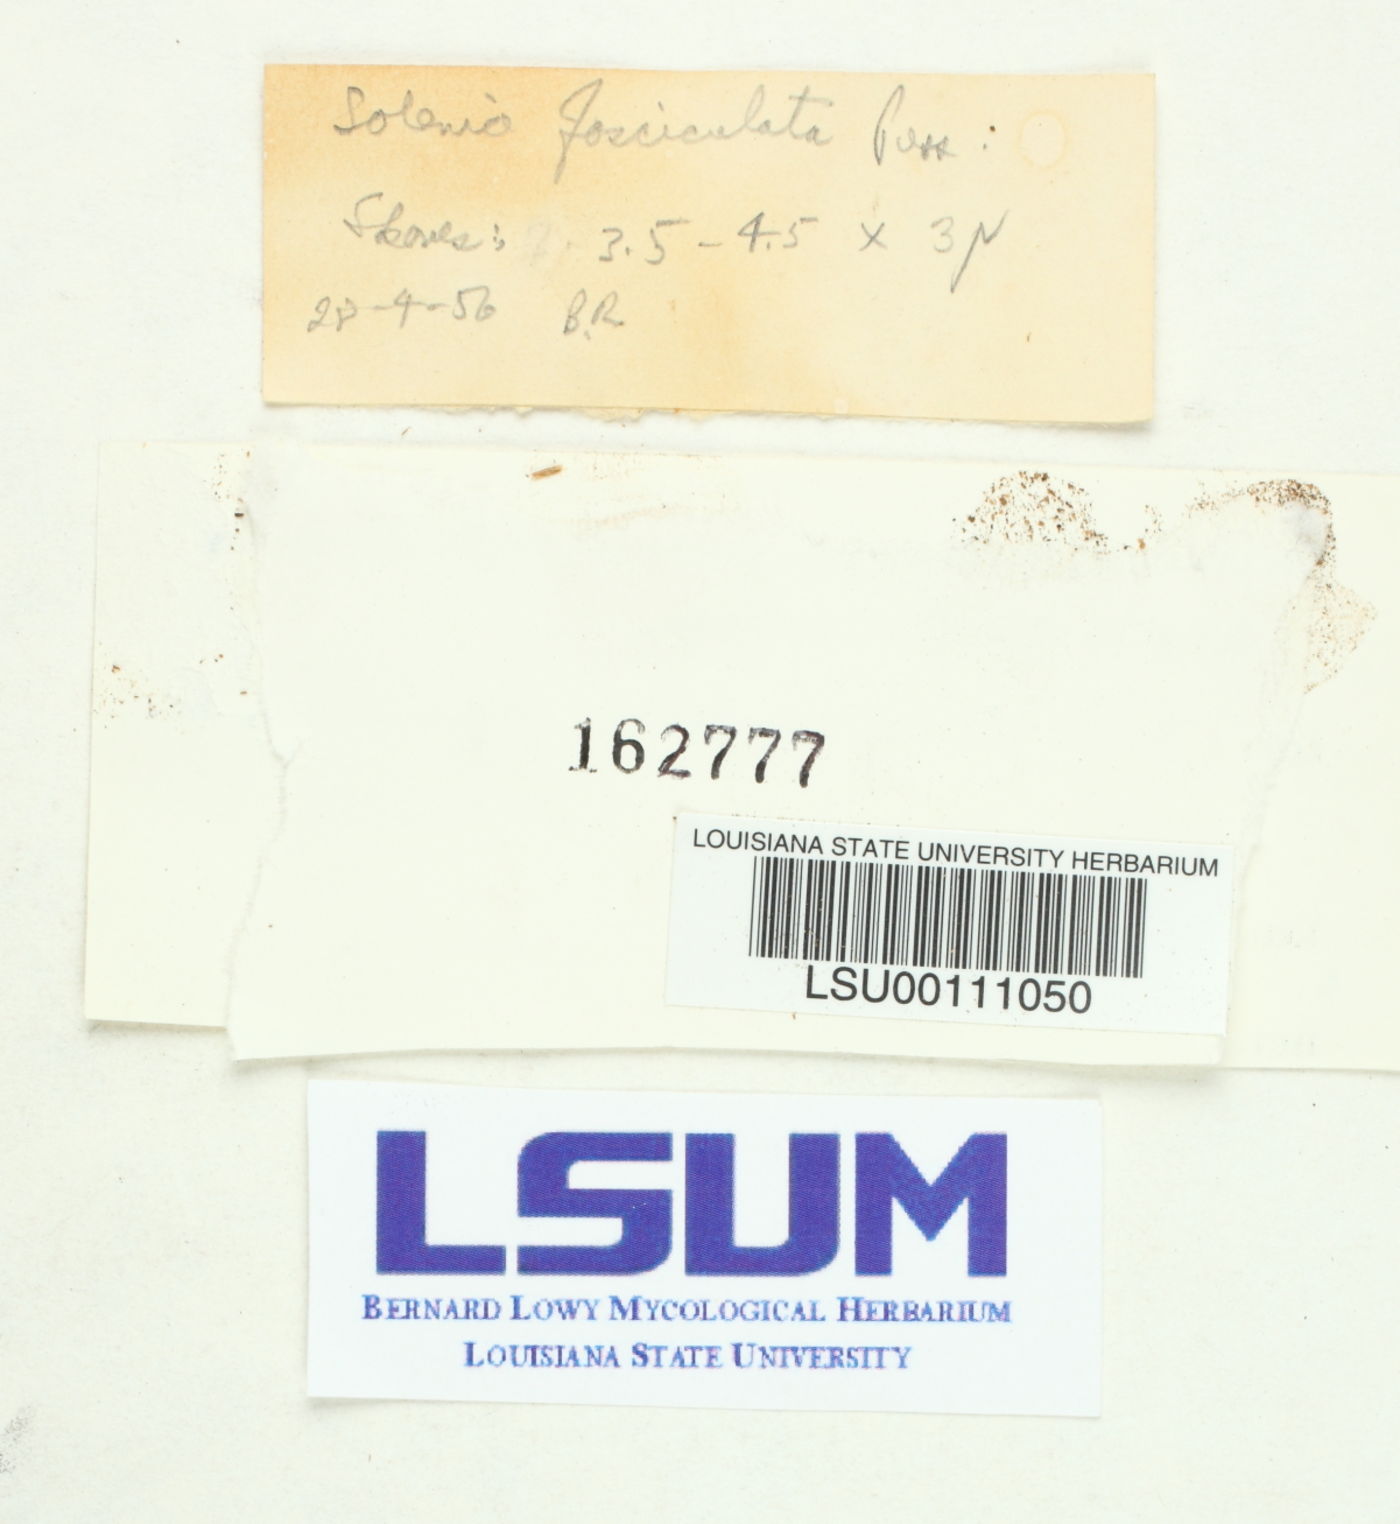 Solenia fasciculata Pers :
Spores : 3.5 - 4.5 x 3 μ
28-4-56 B.R.
162777
LOUISIANA STATE UNIVERSITY HERBARIUM
LSU00111050
LSUM
BERNARD LOWY MYCOLOGICAL HERBARIUM
LOUISIANA STATE UNIVERSITY